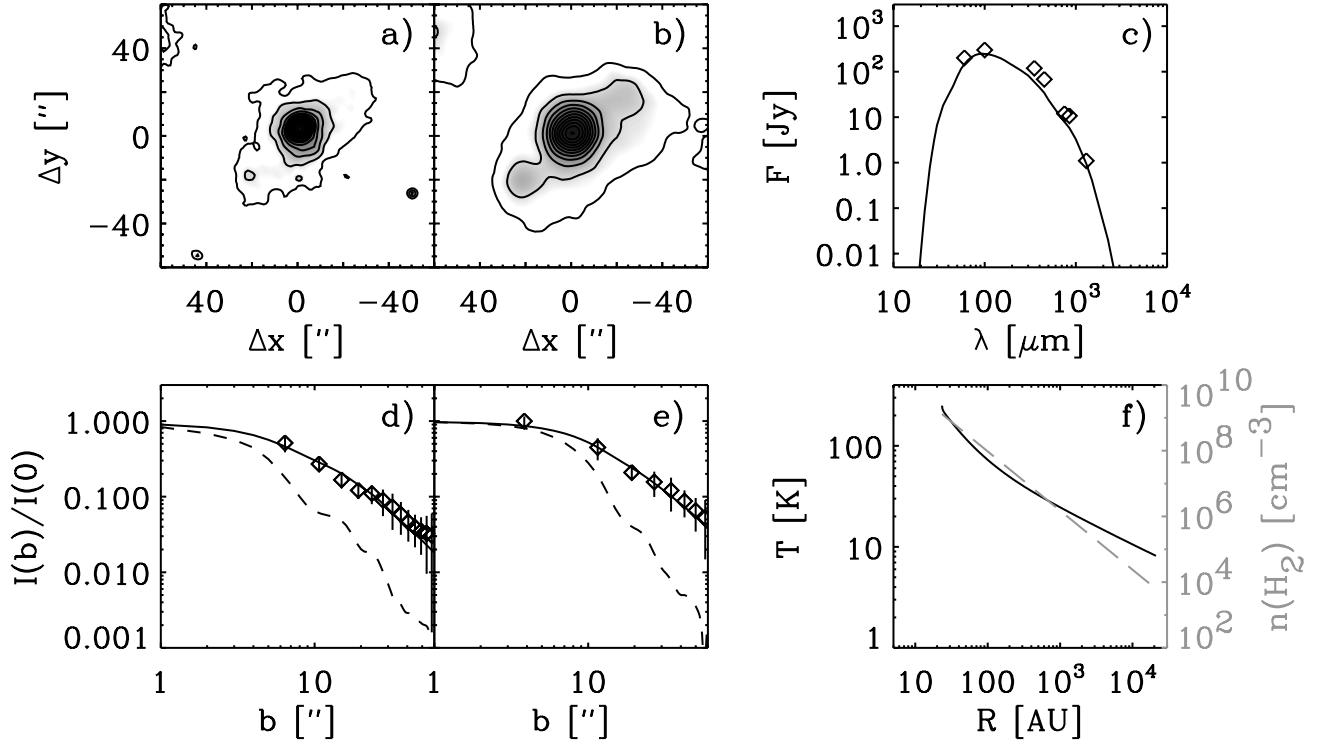 a) b) c)
40
0
−40
Δy [″]
40 0 −40 40 0 −40
Δx [″] Δx [″]
10³
10²
10
1.0
0.1
0.01
F [Jy]
10 100 10³ 10⁴
λ [μm]
d) e) f)
1.000
0.100
0.010
0.001
I(b)/I(0)
1 10 1 10
b [″] b [″]
100
10
1
T [K]
10¹⁰
10⁸
10⁶
10⁴
10²
n(H₂) [cm⁻³]
10 100 10³ 10⁴
R [AU]